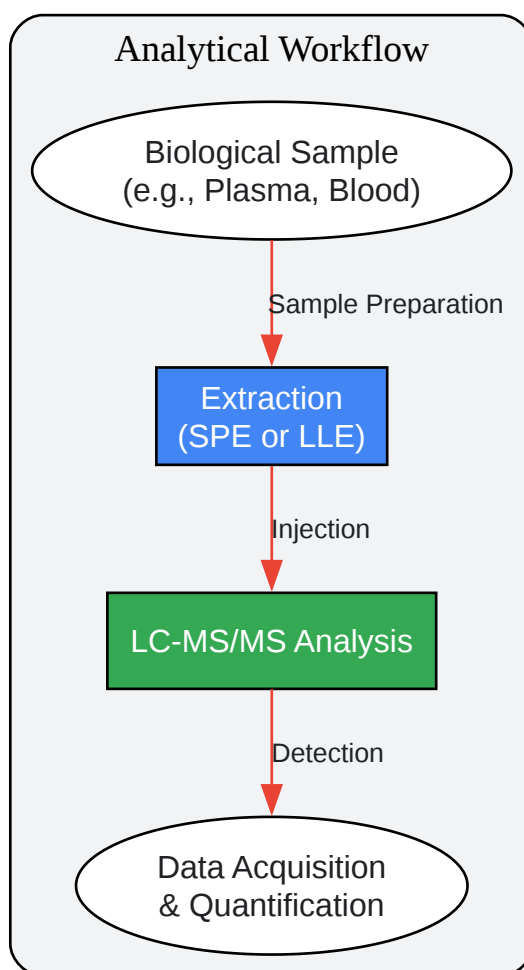 Analytical Workflow
Biological Sample
(e.g., Plasma, Blood)
Sample Preparation
Extraction
(SPE or LLE)
Injection
LC-MS/MS Analysis
Detection
Data Acquisition
& Quantification